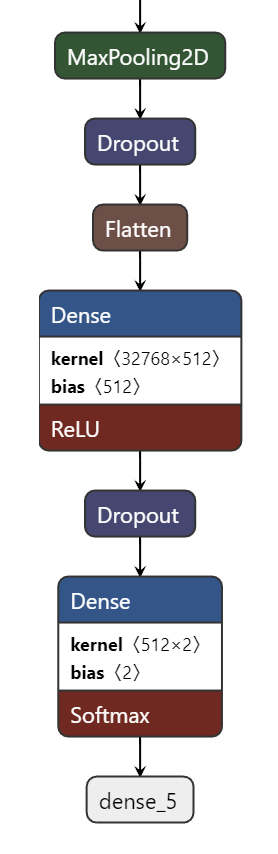 MaxPooling2D
Dropout
Flatten
Dense
kernel〈32768×512〉
bias〈512〉
ReLU
Dropout
Dense
kernel〈512×2〉
bias〈2〉
Softmax
dense_5